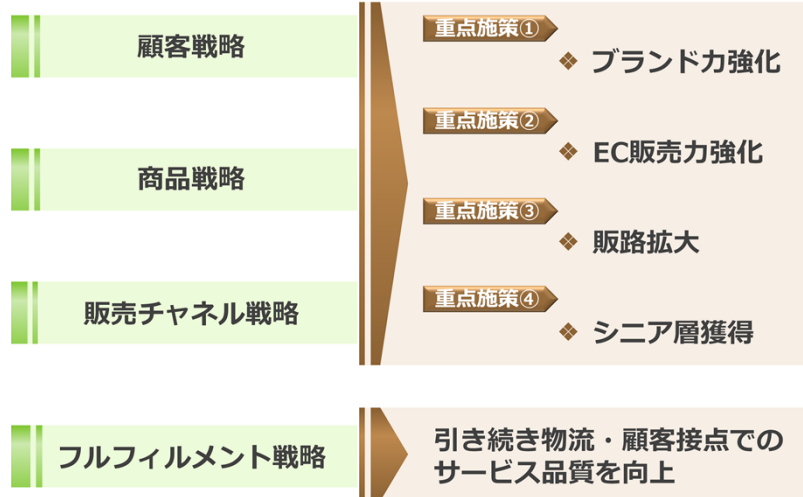 顧客戦略
商品戦略
販売チャネル戦略
フルフィルメント戦略
重点施策①
❖ ブランド力強化
重点施策②
❖ EC販売力強化
重点施策③
❖ 販路拡大
重点施策④
❖ シニア層獲得
引き続き物流・顧客接点での
サービス品質を向上